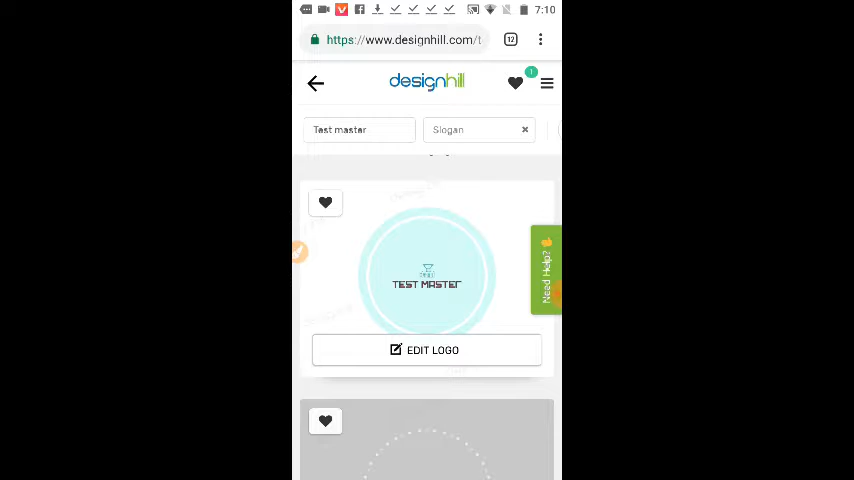 7:10
https://www.designhill.com/t
12
designhill
1
Test master
Slogan
Need Help?
TEST MASTER
EDIT LOGO